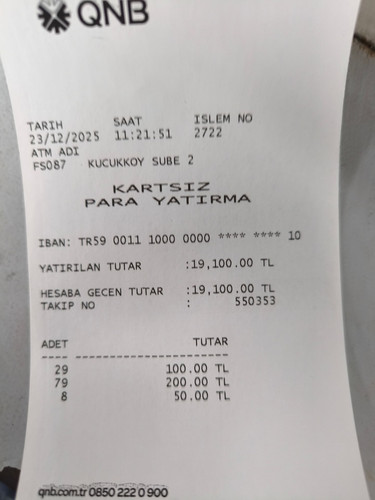 QNB
TARIH SAAT ISLEM NO
23/12/2025 11:21:51 2722
ATM ADI
FS087 KUCUKKOY SUBE 2
KARTSIZ
PARA YATIRMA
IBAN: TR59 0011 1000 0000 **** **** 10
YATIRILAN TUTAR :19,100.00 TL
HESABA GECEN TUTAR :19,100.00 TL
TAKIP NO : 550353
ADET TUTAR
---- --------------------
29 100.00 TL
79 200.00 TL
8 50.00 TL
qnb.com.tr 0850 222 0 900